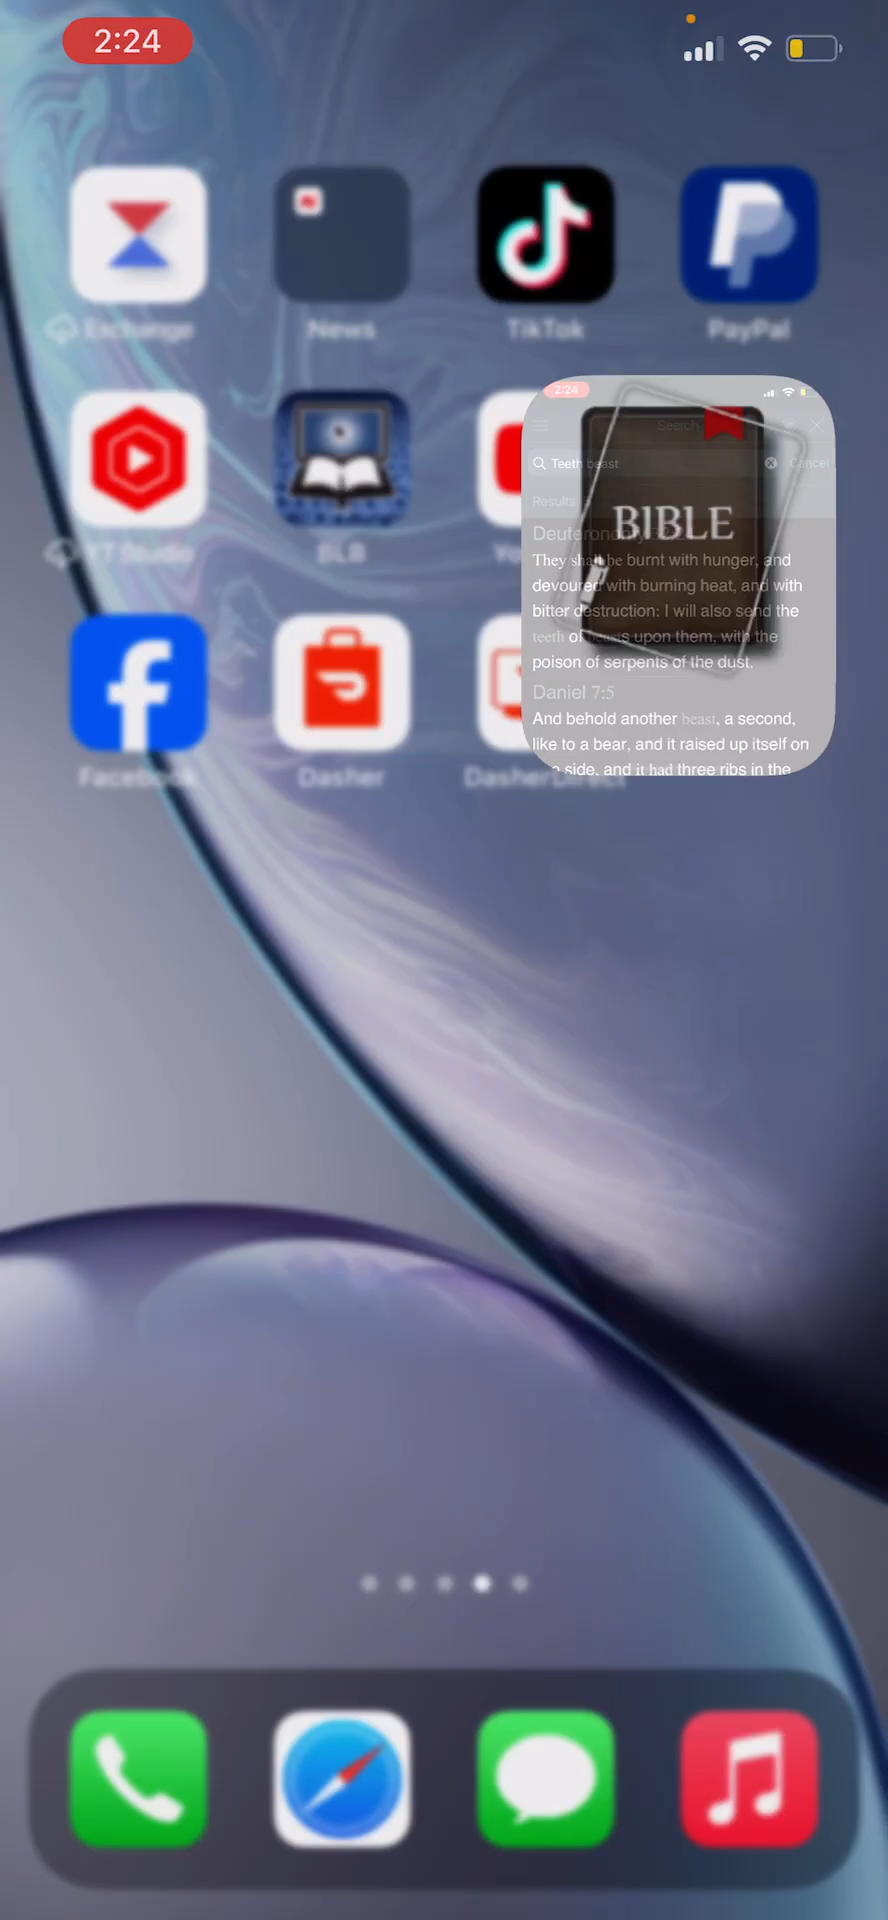 2:24
Exchange News TikTok PayPal
2:24
Search
Teeth beast Cancel
Results
BIBLE
Deuteronomy
They shall be burnt with hunger, and
devoured with burning heat, and with
bitter destruction: I will also send the
teeth of beasts upon them, with the
poison of serpents of the dust.
Daniel 7:5
And behold another beast, a second,
like to a bear, and it raised up itself on
side, and it had three ribs in the
YT Studio BLB Yo
Facebook Dasher DasherDirect